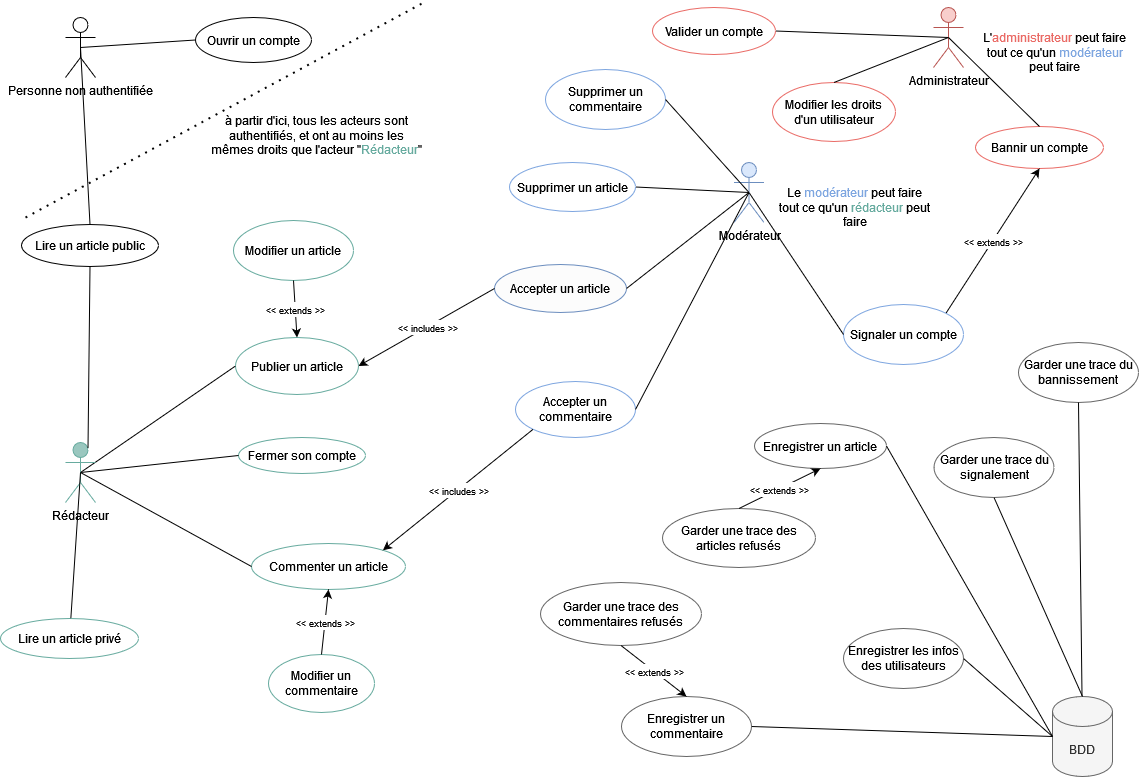 Ouvrir un compte
Personne non authentifiée
à partir d'ici, tous les acteurs sont
authentifiés, et ont au moins les
mêmes droits que l'acteur "Rédacteur"
Valider un compte
L'administrateur peut faire
tout ce qu'un modérateur
peut faire
Administrateur
Supprimer un
commentaire
Modifier les droits
d'un utilisateur
Bannir un compte
Supprimer un article
Le modérateur peut faire
tout ce qu'un rédacteur peut
faire
Modérateur
<< extends >>
Lire un article public
Modifier un article
Accepter un article
<< extends >>
<< includes >>
Signaler un compte
Publier un article
Garder une trace du
bannissement
Accepter un
commentaire
Enregistrer un article
Fermer son compte
Garder une trace du
signalement
<< includes >>
<< extends >>
Rédacteur
Garder une trace des
articles refusés
Commenter un article
Garder une trace des
commentaires refusés
<< extends >>
Lire un article privé
Enregistrer les infos
des utilisateurs
<< extends >>
Modifier un
commentaire
Enregistrer un
commentaire
BDD